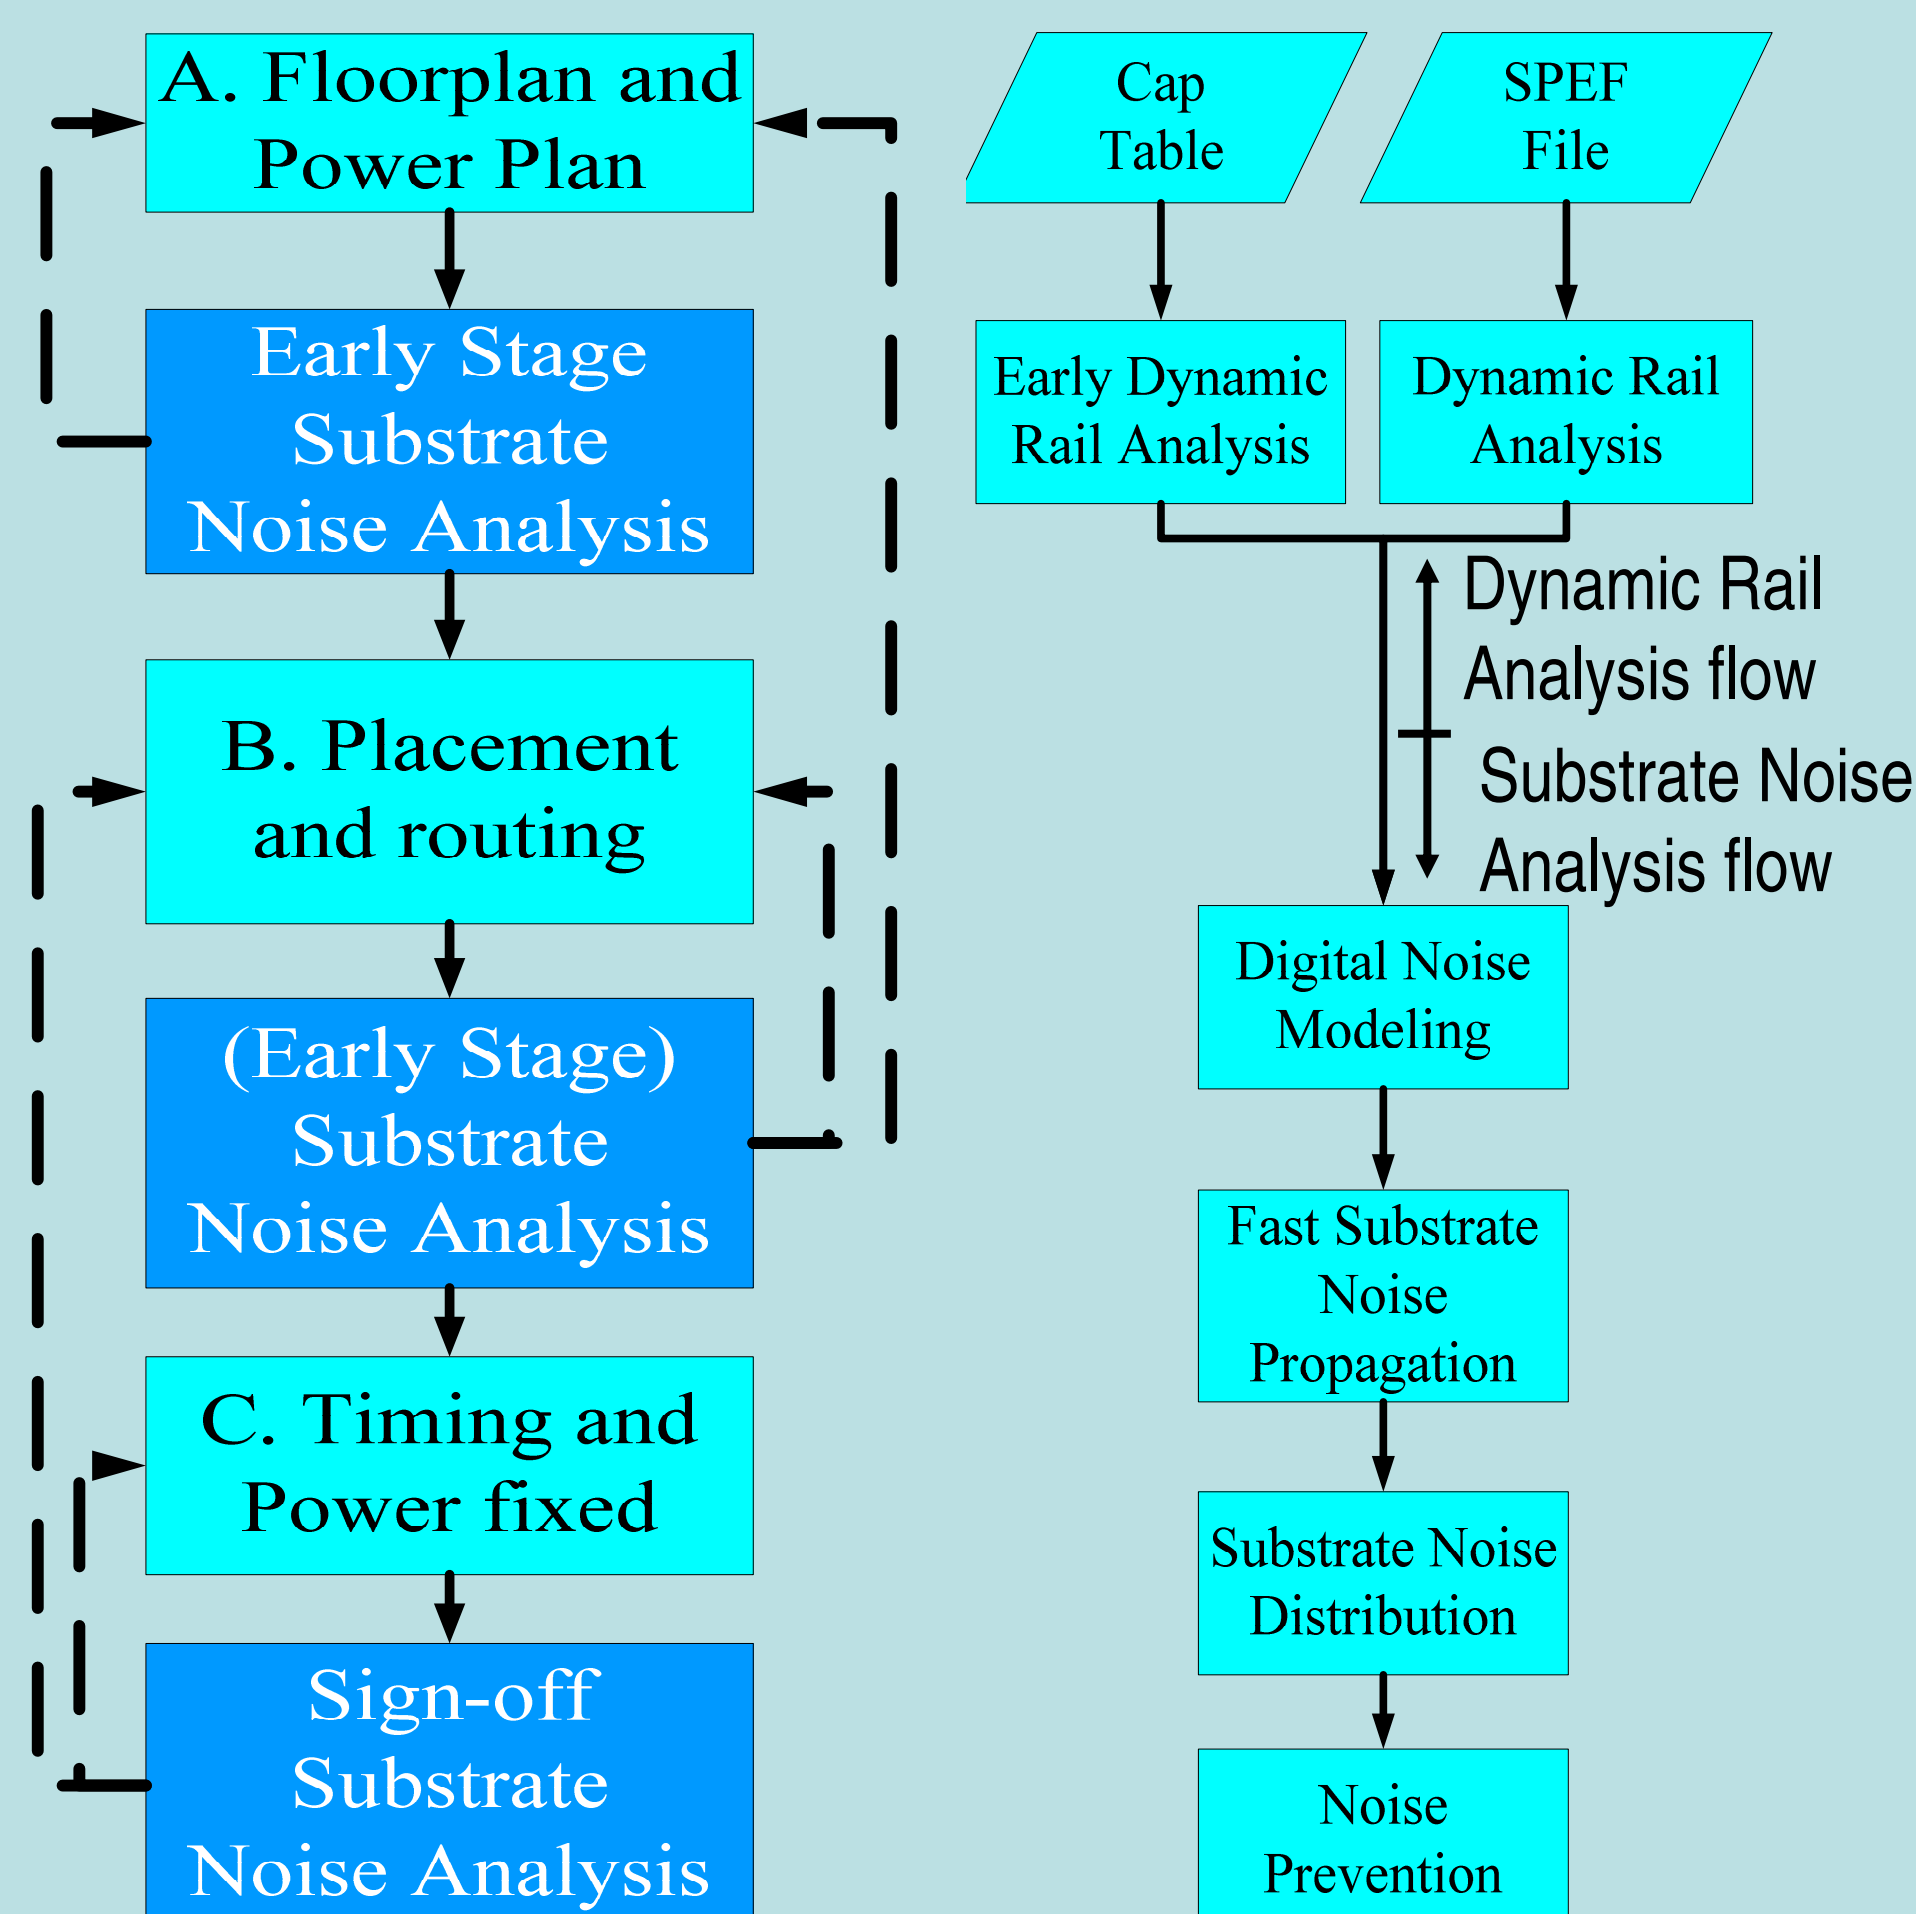 A. Floorplan and
Power Plan
Early Stage
Substrate
Noise Analysis
B. Placement
and routing
(Early Stage)
Substrate
Noise Analysis
C. Timing and
Power fixed
Sign-off
Substrate
Noise Analysis
Cap
Table
SPEF
File
Early Dynamic
Rail Analysis
Dynamic Rail
Analysis
Dynamic Rail
Analysis flow
Substrate Noise
Analysis flow
Digital Noise
Modeling
Fast Substrate
Noise
Propagation
Substrate Noise
Distribution
Noise
Prevention